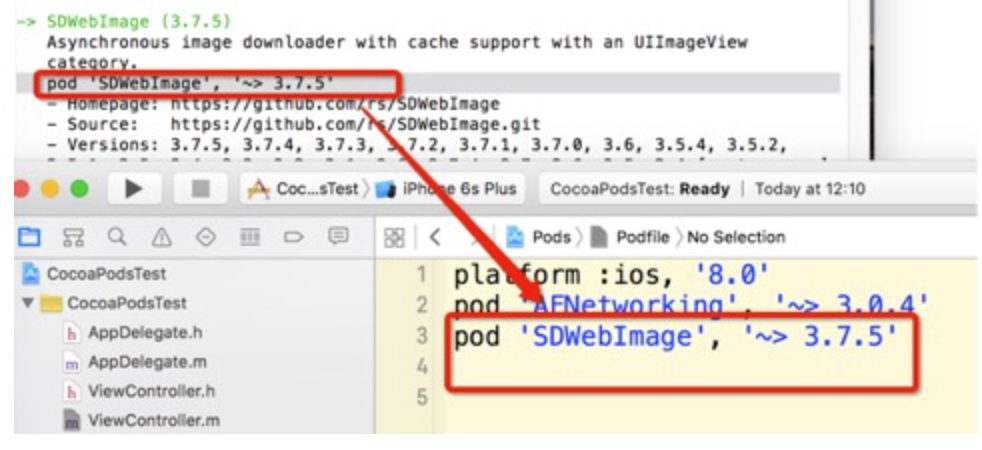 -> SDWebImage (3.7.5)
Asynchronous image downloader with cache support with an UIImageView
category.
pod 'SDWebImage', '~> 3.7.5'
- Homepage: https://github.com/rs/SDWebImage
- Source: https://github.com/rs/SDWebImage.git
- Versions: 3.7.5, 3.7.4, 3.7.3, 3.7.2, 3.7.1, 3.7.0, 3.6, 3.5.4, 3.5.2,
Coc...sTest iPhone 6s Plus CocoaPodsTest: Ready | Today at 12:10
Pods Podfile No Selection
CocoaPodsTest
CocoaPodsTest
h AppDelegate.h
m AppDelegate.m
h ViewController.h
m ViewController.m
1 platform :ios, '8.0'
2 pod 'AFNetworking', '~> 3.0.4'
3 pod 'SDWebImage', '~> 3.7.5'
4
5